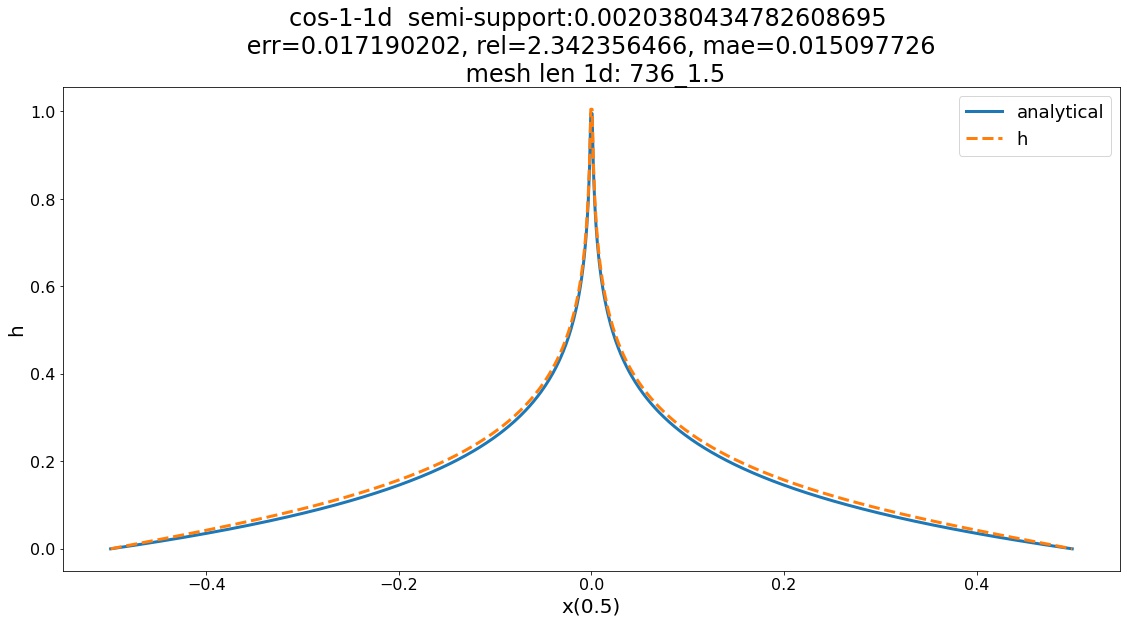 cos-1-1d  semi-support:0.0020380434782608695
err=0.017190202, rel=2.342356466, mae=0.015097726
mesh len 1d: 736_1.5
analytical
h
1.0
0.8
0.6
0.4
0.2
0.0
h
−0.4
−0.2
0.0
0.2
0.4
x(0.5)